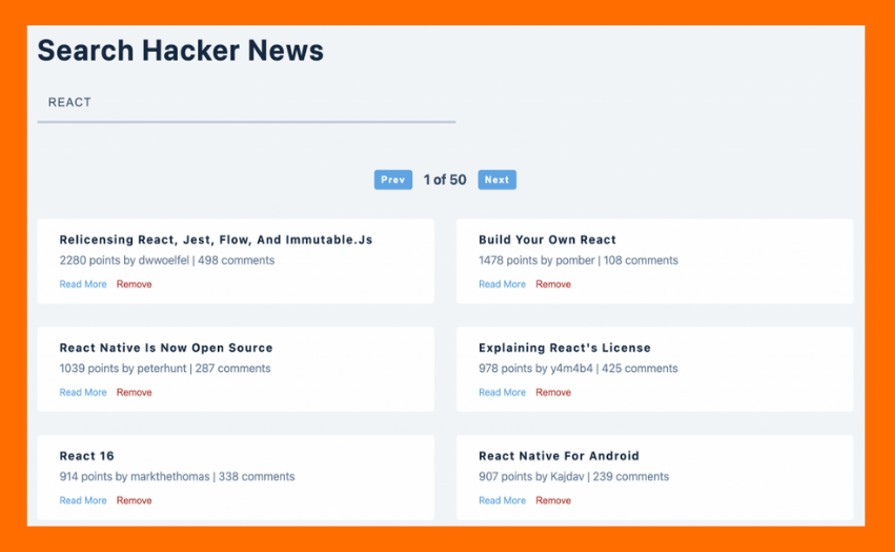 Search Hacker News
REACT
Prev 1 of 50 Next
Relicensing React, Jest, Flow, And Immutable.Js
2280 points by dwwoelfel | 498 comments
Read More Remove
Build Your Own React
1478 points by pomber | 108 comments
Read More Remove
React Native Is Now Open Source
1039 points by peterhunt | 287 comments
Read More Remove
Explaining React's License
978 points by y4m4b4 | 425 comments
Read More Remove
React 16
914 points by markthethomas | 338 comments
Read More Remove
React Native For Android
907 points by Kajdav | 239 comments
Read More Remove